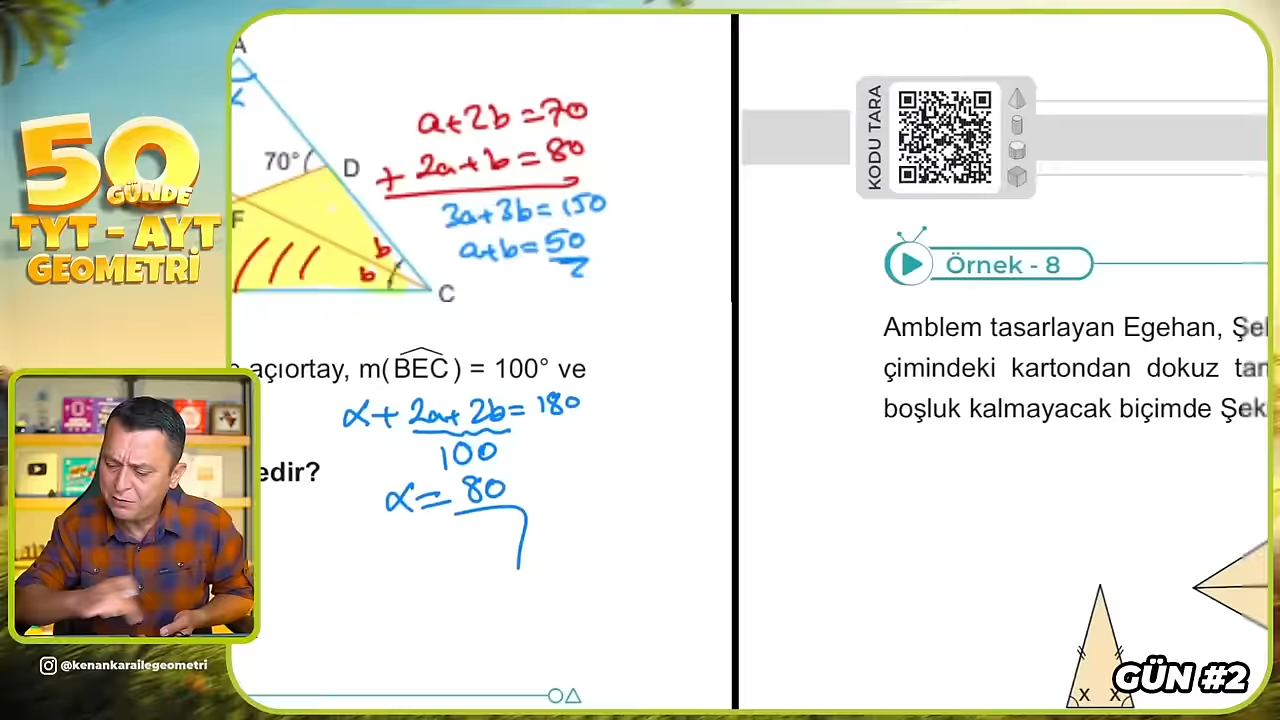 50
GÜNDE
TYT - AYT
GEOMETRİ
A
70°
D
F
b
b
C
a+2b=70
+ 2a+b=80
3a+3b=150
a+b=50
açıortay, m(BEC) = 100° ve
α+2a+2b=180
100
edir?
α=80
KODU TARA
Örnek - 8
Amblem tasarlayan Egehan, Şek
çimindeki kartondan dokuz tan
boşluk kalmayacak biçimde Şek
x x
GÜN #2
@kenankarailegeometri